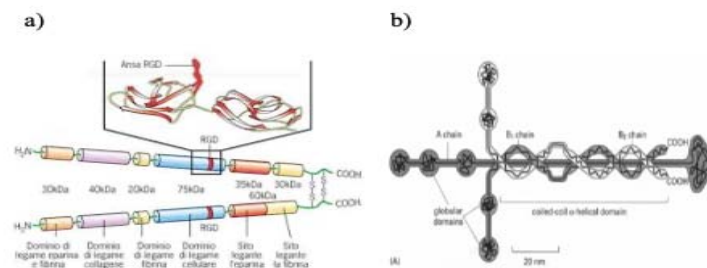 a)
b)
Ansa RGD
RGD
H₂N
COOH
30kDa 40kDa 20kDa 75kDa 35kDa 30kDa
60kDa
S-S
S-S
H₂N
COOH
RGD
Dominio di legame eparina e fibrina
Dominio di legame collagene
Dominio di legame fibrina
Dominio di legame cellulare
Sito legante l'eparina
Sito legante la fibrina
A chain
B₁ chain
B₂ chain
COOH
COOH
globular domains
coiled-coil α-helical domain
20 nm
(A)